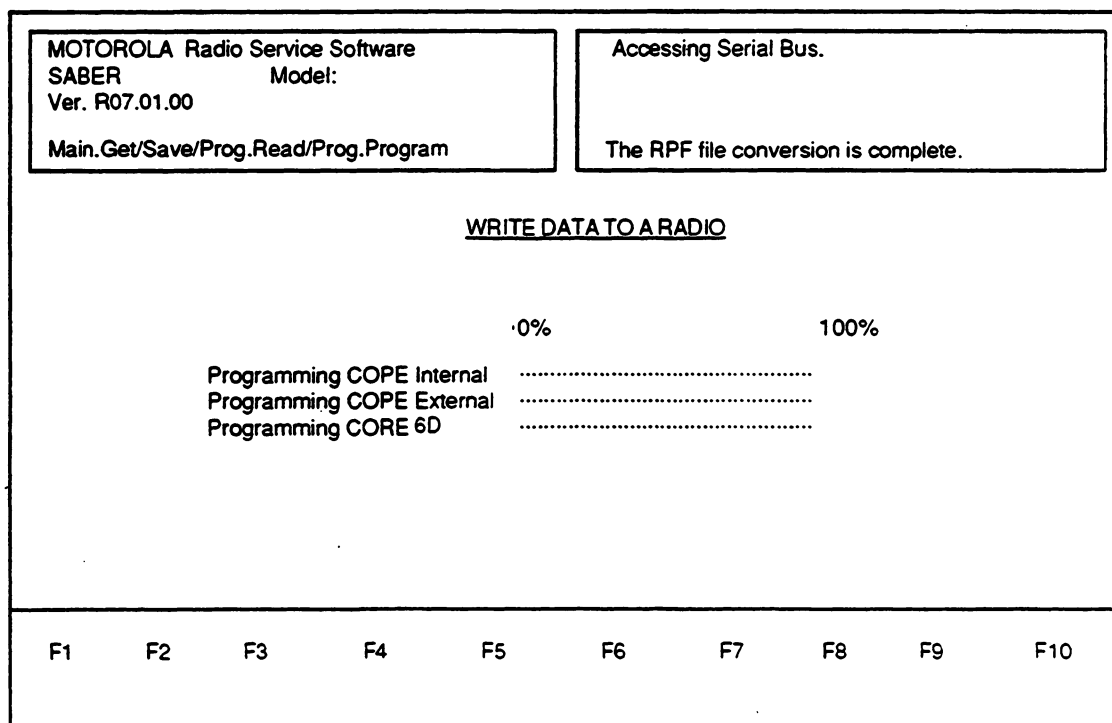 MOTOROLA Radio Service Software
SABER Model:
Ver. R07.01.00
Main.Get/Save/Prog.Read/Prog.Program
Accessing Serial Bus.
The RPF file conversion is complete.
WRITE DATA TO A RADIO
0% 100%
Programming COPE Internal ................................................
Programming COPE External ................................................
Programming CORE 6D ................................................
F1 F2 F3 F4 F5 F6 F7 F8 F9 F10